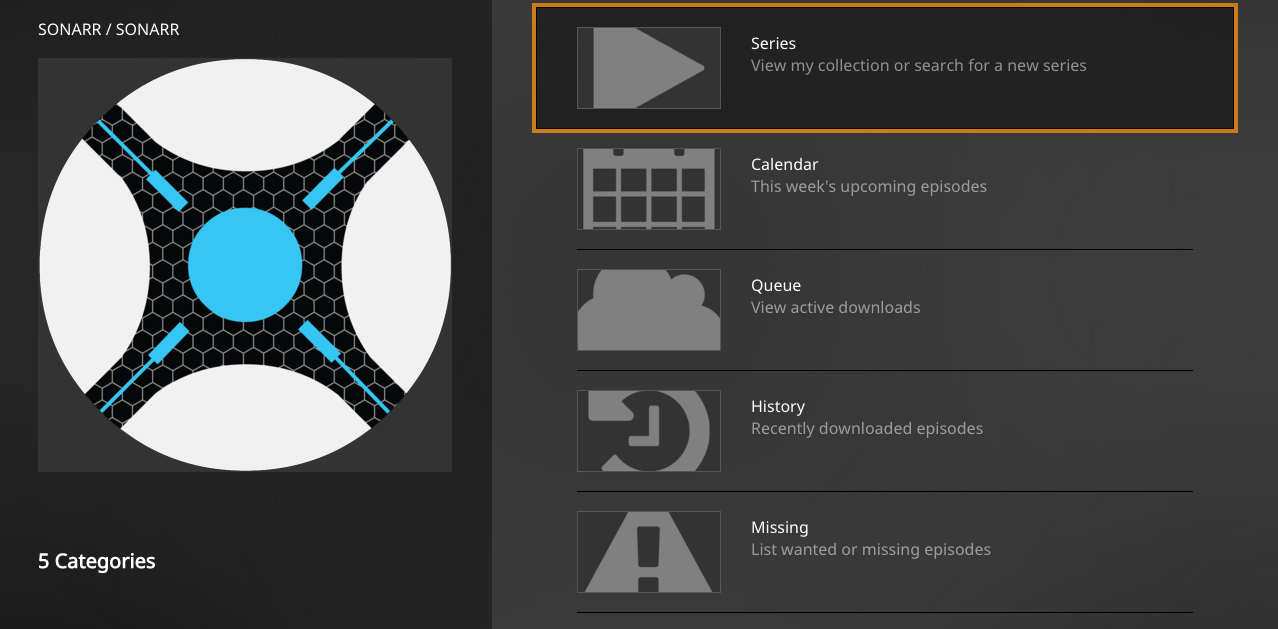 SONARR / SONARR
5 Categories
Series
View my collection or search for a new series
Calendar
This week's upcoming episodes
Queue
View active downloads
History
Recently downloaded episodes
Missing
List wanted or missing episodes